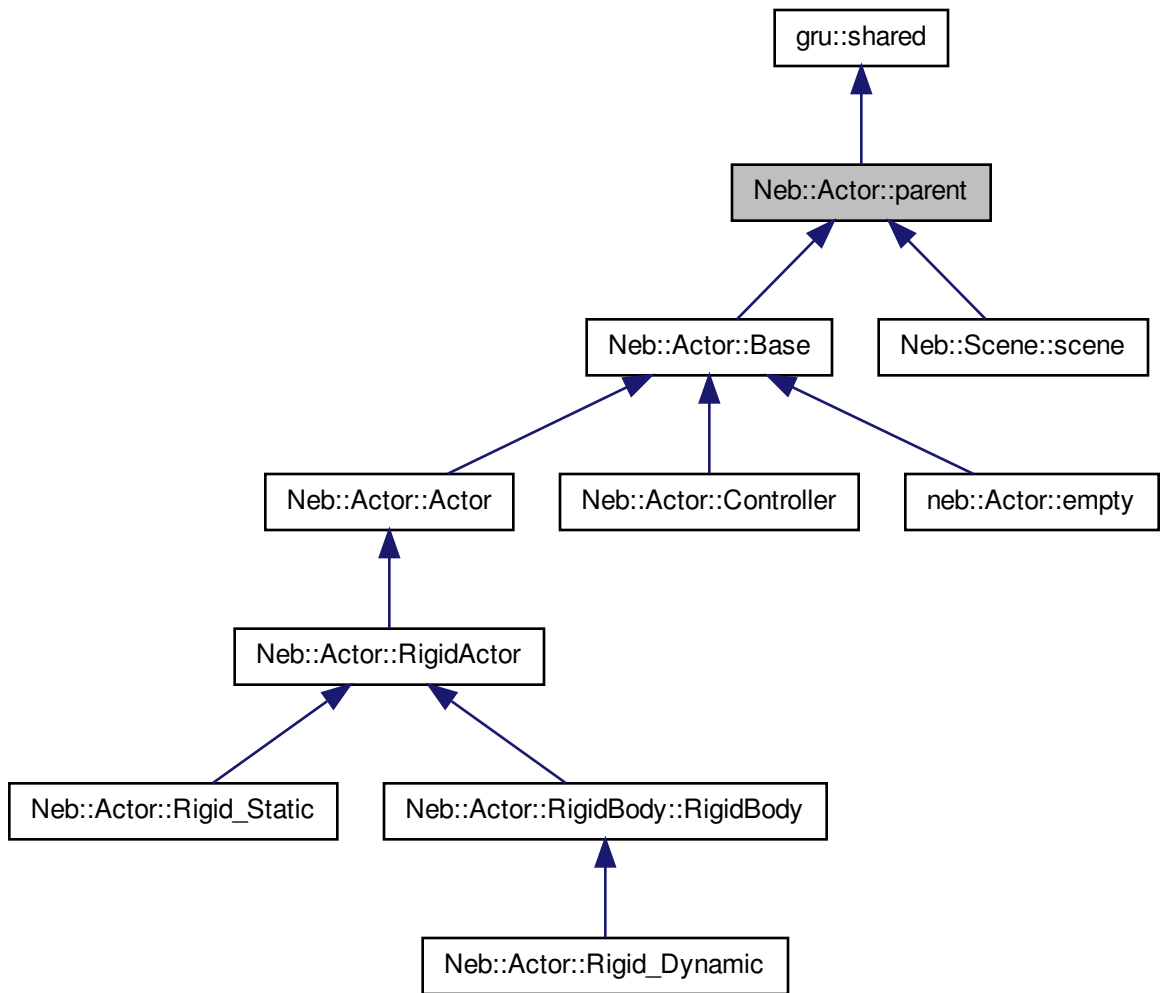 gru::shared
Neb::Actor::parent
Neb::Actor::Base
Neb::Scene::scene
Neb::Actor::Actor
Neb::Actor::Controller
neb::Actor::empty
Neb::Actor::RigidActor
Neb::Actor::Rigid_Static
Neb::Actor::RigidBody::RigidBody
Neb::Actor::Rigid_Dynamic